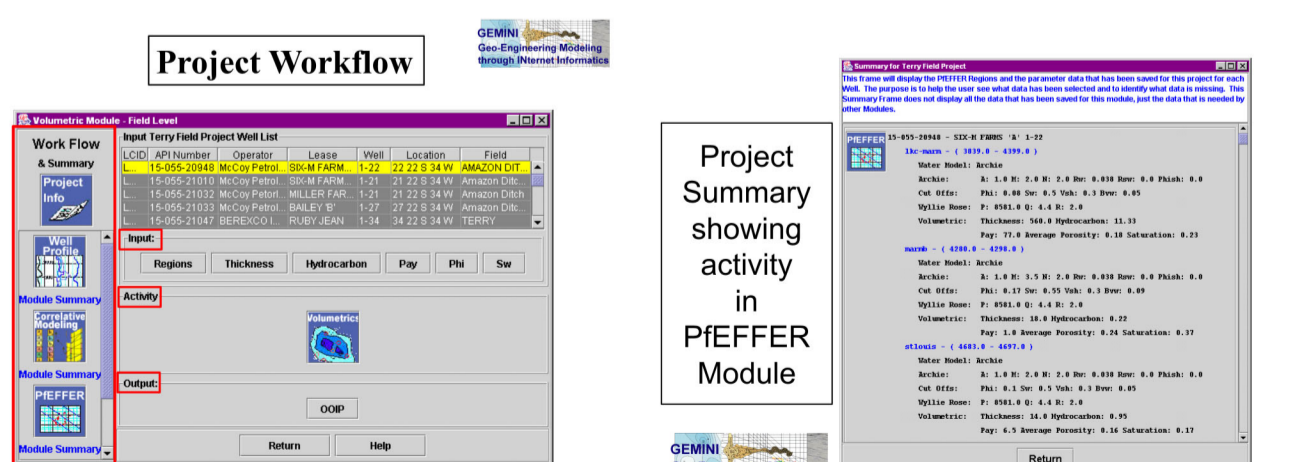 Project Workflow
GEMINI
Geo-Engineering Modeling
through INternet Informatics
Volumetric Module - Field Level
Work Flow
& Summary
Project
Info
Well
Profile
Module Summary
Correlative
Modeling
Module Summary
PfEFFER
Module Summary
Input Terry Field Project Well List
LCID API Number Operator Lease Well Location Field
L... 15-055-20948 McCoy Petrol... SIX-M FARM... 1-22 22 22 S 34 W AMAZON DIT...
L... 15-055-21010 McCoy Petrol... SIX-M FARM... 1-21 21 22 S 34 W Amazon Ditc...
L... 15-055-21032 McCoy Petrol... MILLER FAR... 1-21 21 22 S 34 W Amazon Ditch
L... 15-055-21033 McCoy Petrol... BAILEY 'B' 1-27 27 22 S 34 W Amazon Ditc...
L... 15-055-21047 BEREXCO I... RUBY JEAN 1-34 34 22 S 34 W TERRY
Input:
Regions Thickness Hydrocarbon Pay Phi Sw
Activity
Volumetrics
Output:
OOIP
Return Help
Project
Summary
showing
activity
in
PfEFFER
Module
GEMINI
Summary for Terry Field Project
This frame will display the PfEFFER Regions and the parameter data that has been saved for this project for each
Well. The purpose is to help the user see what data has been selected and to identify what data is missing. This
Summary Frame does not display all the data that has been saved for this module, just the data that is needed by
other Modules.
PfEFFER
15-055-20948 - SIX-M FARMS 'A' 1-22
lkc-marm - ( 3839.0 - 4399.0 )
Water Model: Archie
Archie: A: 1.0 M: 2.0 N: 2.0 Rw: 0.038 Rsw: 0.0 Phish: 0.0
Cut Offs: Phi: 0.08 Sw: 0.5 Vsh: 0.3 Bvw: 0.05
Wyllie Rose: P: 8581.0 Q: 4.4 R: 2.0
Volumetric: Thickness: 560.0 Hydrocarbon: 11.33
Pay: 77.0 Average Porosity: 0.18 Saturation: 0.23
marmb - ( 4280.0 - 4298.0 )
Water Model: Archie
Archie: A: 1.0 M: 3.5 N: 2.0 Rw: 0.038 Rsw: 0.0 Phish: 0.0
Cut Offs: Phi: 0.17 Sw: 0.55 Vsh: 0.3 Bvw: 0.09
Wyllie Rose: P: 8581.0 Q: 4.4 R: 2.0
Volumetric: Thickness: 18.0 Hydrocarbon: 0.22
Pay: 1.0 Average Porosity: 0.24 Saturation: 0.37
stlouis - ( 4683.0 - 4697.0 )
Water Model: Archie
Archie: A: 1.0 M: 2.0 N: 2.0 Rw: 0.038 Rsw: 0.0 Phish: 0.0
Cut Offs: Phi: 0.1 Sw: 0.5 Vsh: 0.3 Bvw: 0.05
Wyllie Rose: P: 8581.0 Q: 4.4 R: 2.0
Volumetric: Thickness: 14.0 Hydrocarbon: 0.95
Pay: 6.5 Average Porosity: 0.16 Saturation: 0.17
Return